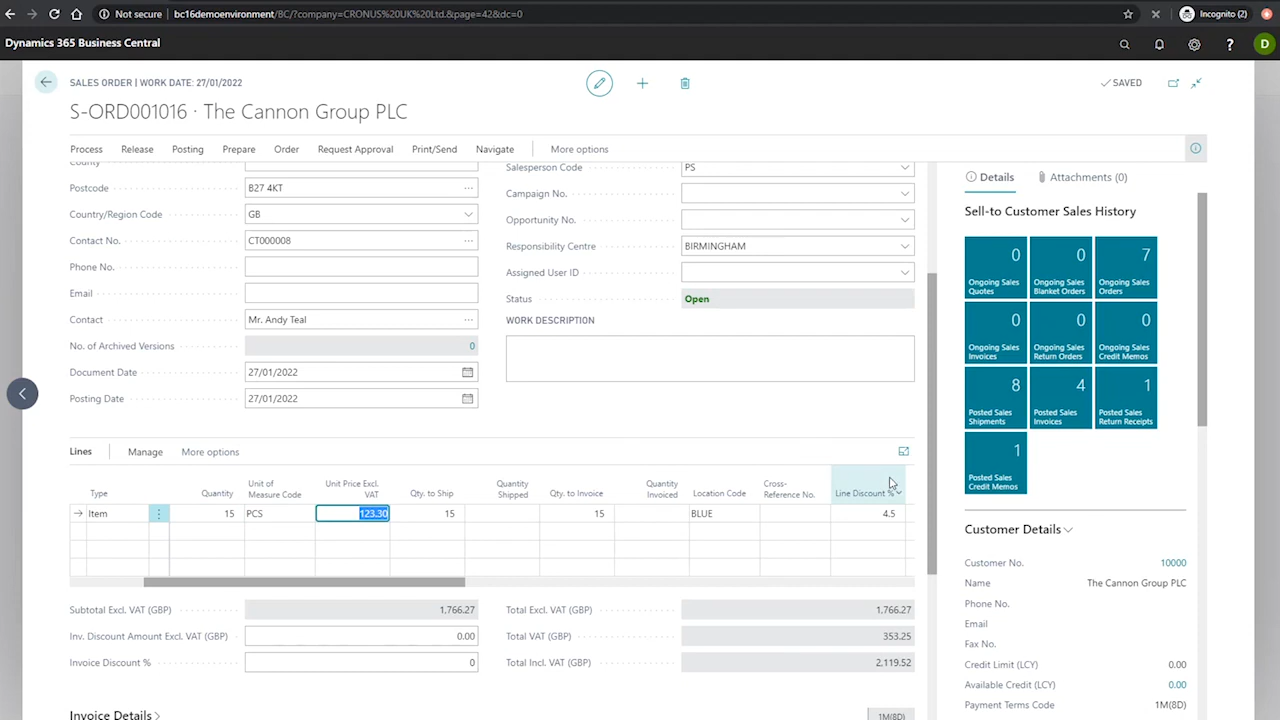 Not secure | bc16demoenvironment/BC/?company=CRONUS%20UK%20Ltd.&page=42&dc=0
Incognito (2)
Dynamics 365 Business Central
?
D
SALES ORDER | WORK DATE: 27/01/2022
SAVED
S-ORD001016 · The Cannon Group PLC
Process Release Posting Prepare Order Request Approval Print/Send Navigate More options
County
Postcode B27 4KT
Country/Region Code GB
Contact No. CT000008
Phone No.
Email
Contact Mr. Andy Teal
No. of Archived Versions 0
Document Date 27/01/2022
Posting Date 27/01/2022
Salesperson Code PS
Campaign No.
Opportunity No.
Responsibility Centre BIRMINGHAM
Assigned User ID
Status Open
WORK DESCRIPTION
Lines Manage More options
Type Quantity Unit of Measure Code Unit Price Excl. VAT Qty. to Ship Quantity Shipped Qty. to Invoice Quantity Invoiced Location Code Cross-Reference No. Line Discount %
Item 15 PCS 123.30 15 15 BLUE 4.5
Subtotal Excl. VAT (GBP) 1,766.27
Inv. Discount Amount Excl. VAT (GBP) 0.00
Invoice Discount % 0
Total Excl. VAT (GBP) 1,766.27
Total VAT (GBP) 353.25
Total Incl. VAT (GBP) 2,119.52
Invoice Details
1M(8D)
Details Attachments (0)
Sell-to Customer Sales History
0 Ongoing Sales Quotes
0 Ongoing Sales Blanket Orders
7 Ongoing Sales Orders
0 Ongoing Sales Invoices
0 Ongoing Sales Return Orders
0 Ongoing Sales Credit Memos
8 Posted Sales Shipments
4 Posted Sales Invoices
1 Posted Sales Return Receipts
1 Posted Sales Credit Memos
Customer Details
Customer No. 10000
Name The Cannon Group PLC
Phone No.
Email
Fax No.
Credit Limit (LCY) 0.00
Available Credit (LCY) 0.00
Payment Terms Code 1M(8D)